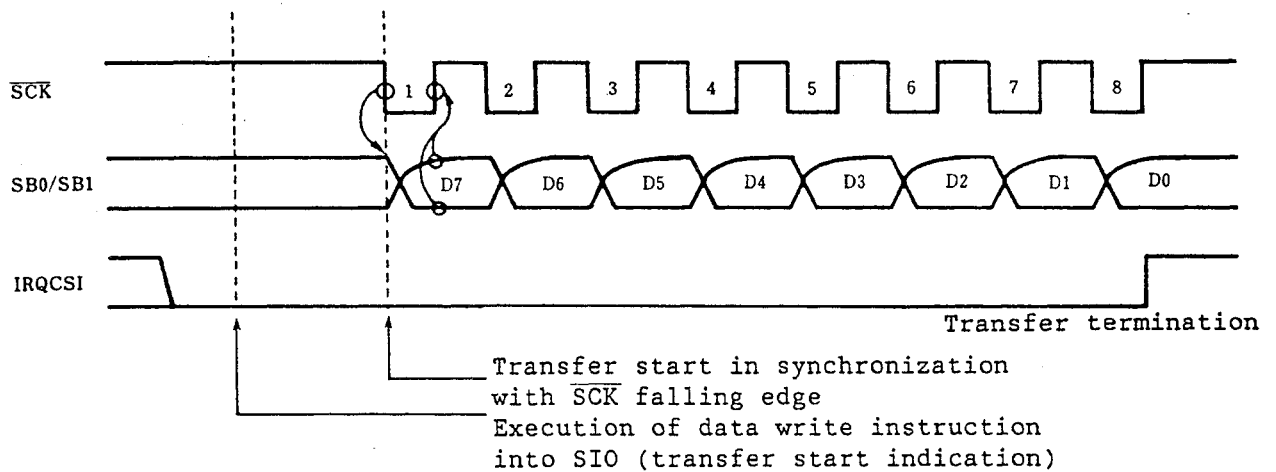 SCK
1 2 3 4 5 6 7 8
SB0/SB1
D7 D6 D5 D4 D3 D2 D1 D0
IRQCSI
Transfer termination
Transfer start in synchronization
with SCK falling edge
Execution of data write instruction
into SIO (transfer start indication)